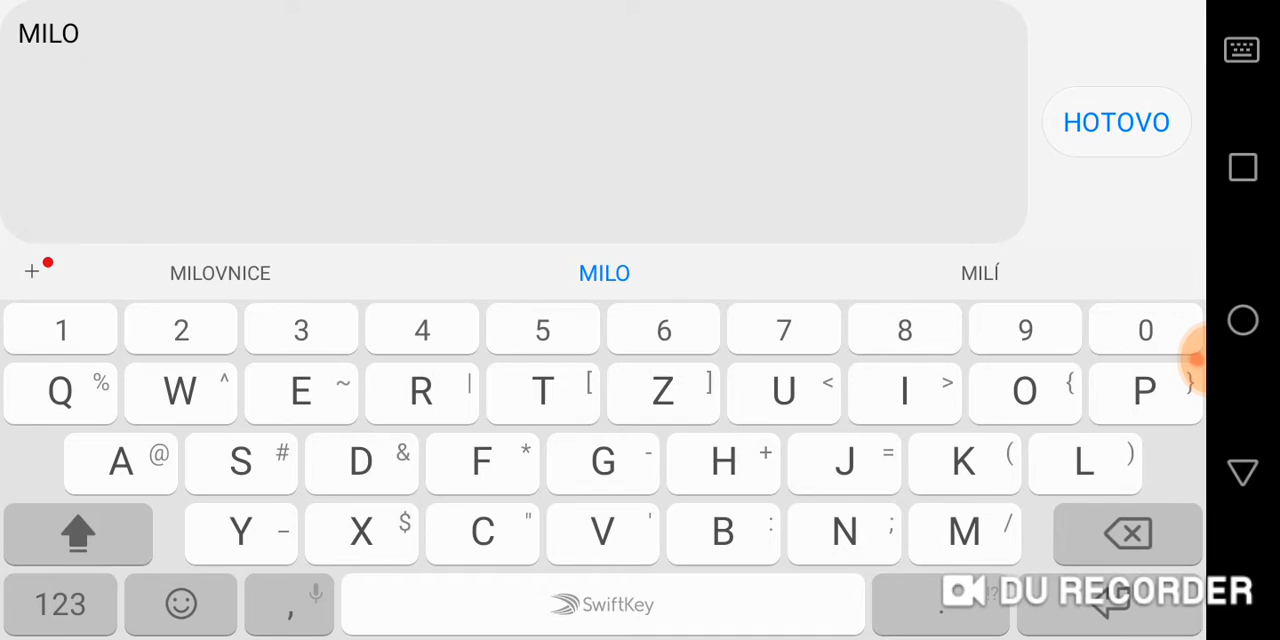 MILO
HOTOVO
+ MILOVNICE MILO MILÍ
1 2 3 4 5 6 7 8 9 0
Q % W ^ E ~ R | T [ Z ] U < I > O { P }
A @ S # D & F * G - H + J = K ( L )
Y _ X $ C " V ' B : N ; M /
123 , SwiftKey . !?
DU RECORDER